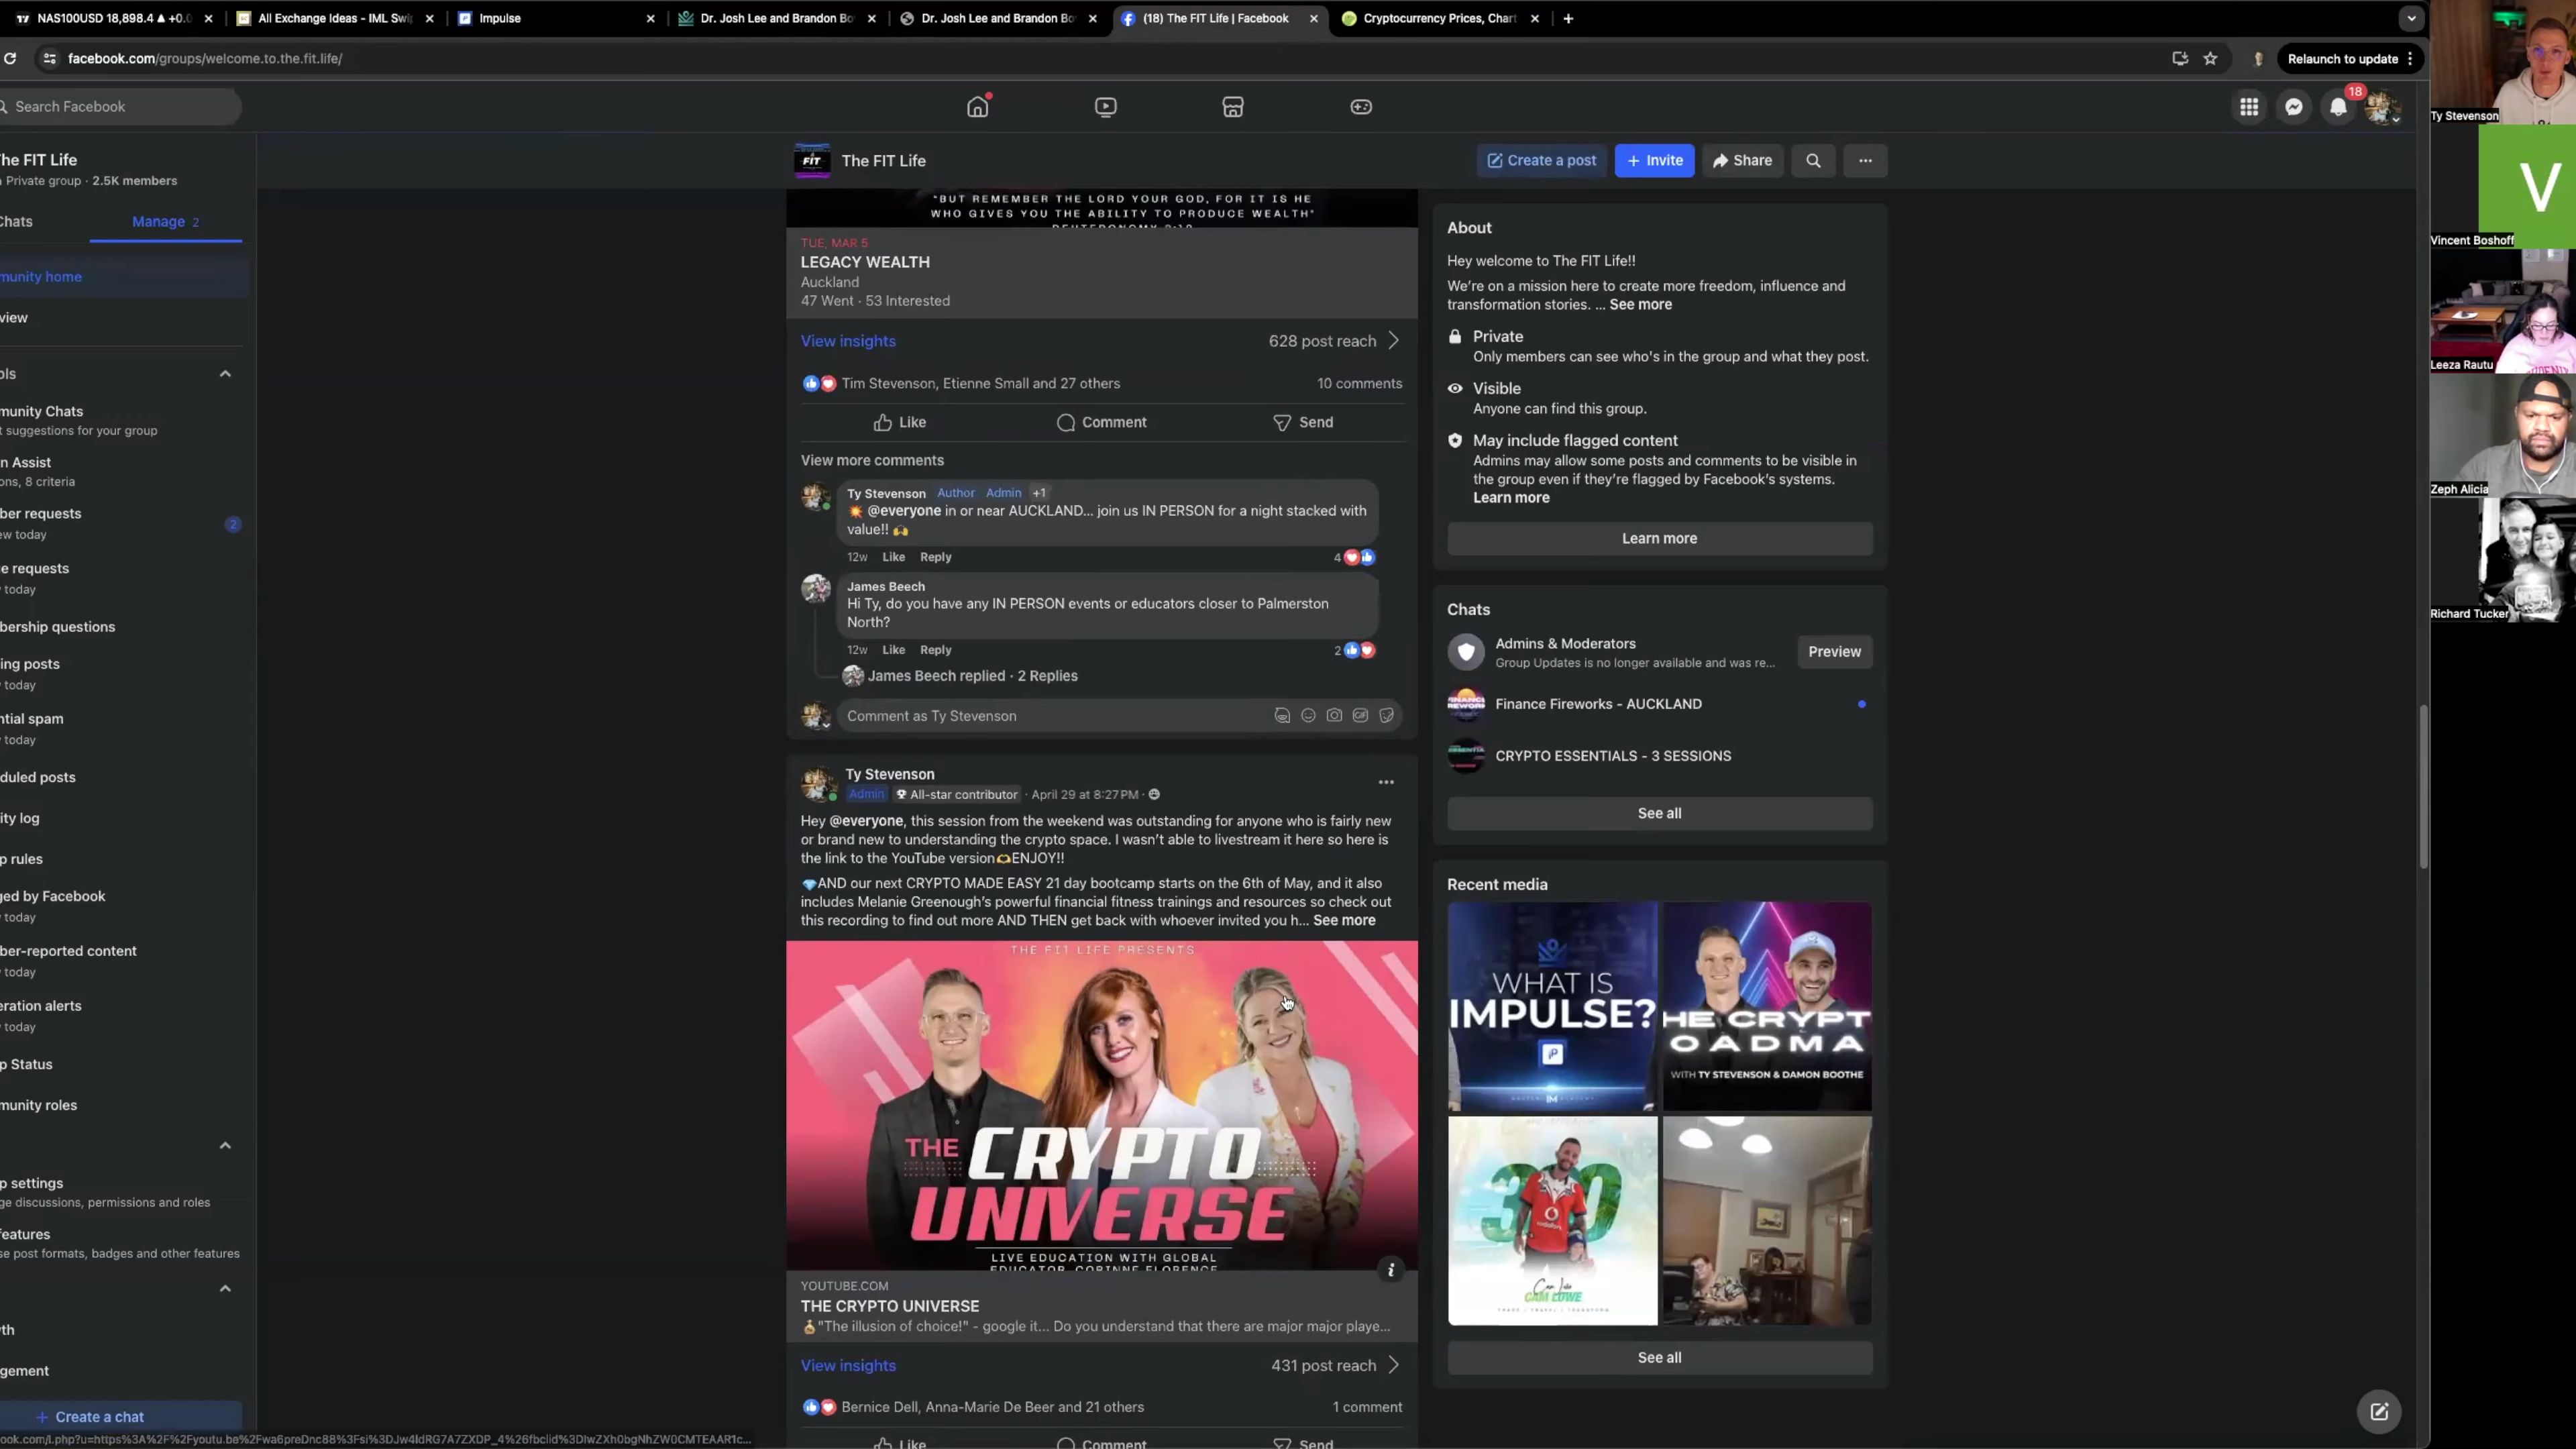 NAS100USD 18,898.4 ▲ +0.0
All Exchange Ideas - IML Swip
Impulse
Dr. Josh Lee and Brandon Bo
Dr. Josh Lee and Brandon Bo
(18) The FIT Life | Facebook
Cryptocurrency Prices, Chart
facebook.com/groups/welcome.to.the.fit.life/
Relaunch to update
Search Facebook
18
The FIT Life
Private group · 2.5K members
Chats
Manage 2
munity home
view
ols
munity Chats
t suggestions for your group
n Assist
ons, 8 criteria
ber requests
2
ew today
e requests
today
bership questions
ing posts
today
ntial spam
today
duled posts
ity log
p rules
ged by Facebook
today
ber-reported content
today
eration alerts
today
p Status
munity roles
p settings
ge discussions, permissions and roles
features
se post formats, badges and other features
th
gement
+ Create a chat
The FIT Life
Create a post
+ Invite
Share
"BUT REMEMBER THE LORD YOUR GOD, FOR IT IS HE
WHO GIVES YOU THE ABILITY TO PRODUCE WEALTH"
TUE, MAR 5
LEGACY WEALTH
Auckland
47 Went · 53 Interested
View insights
628 post reach
Tim Stevenson, Etienne Small and 27 others
10 comments
Like
Comment
Send
View more comments
Ty Stevenson Author Admin +1
💥 @everyone in or near AUCKLAND... join us IN PERSON for a night stacked with
value!! 🙌
12w Like Reply 4
James Beech
Hi Ty, do you have any IN PERSON events or educators closer to Palmerston
North?
12w Like Reply 2
James Beech replied · 2 Replies
Comment as Ty Stevenson
Ty Stevenson
Admin All-star contributor · April 29 at 8:27 PM ·
Hey @everyone, this session from the weekend was outstanding for anyone who is fairly new
or brand new to understanding the crypto space. I wasn't able to livestream it here so here is
the link to the YouTube version🫶ENJOY!!
💎AND our next CRYPTO MADE EASY 21 day bootcamp starts on the 6th of May, and it also
includes Melanie Greenough's powerful financial fitness trainings and resources so check out
this recording to find out more AND THEN get back with whoever invited you h... See more
THE FIT LIFE PRESENTS
THE CRYPTO
UNIVERSE
LIVE EDUCATION WITH GLOBAL
EDUCATOR, CORINNE FLORENCE
YOUTUBE.COM
THE CRYPTO UNIVERSE
💰"The illusion of choice!" - google it... Do you understand that there are major major playe...
View insights
431 post reach
Bernice Dell, Anna-Marie De Beer and 21 others
1 comment
Like
Comment
Send
About
Hey welcome to The FIT Life!!
We're on a mission here to create more freedom, influence and
transformation stories. ... See more
Private
Only members can see who's in the group and what they post.
Visible
Anyone can find this group.
May include flagged content
Admins may allow some posts and comments to be visible in
the group even if they're flagged by Facebook's systems.
Learn more
Learn more
Chats
Admins & Moderators
Group Updates is no longer available and was re...
Preview
Finance Fireworks - AUCKLAND
CRYPTO ESSENTIALS - 3 SESSIONS
See all
Recent media
WHAT IS
IMPULSE?
HE CRYPT
OADMA
WITH TY STEVENSON & DAMON BOOTHE
30
CAM LOWE
See all
Ty Stevenson
V
Vincent Boshoff
Leeza Rautu
Zeph Alicia
Richard Tucker